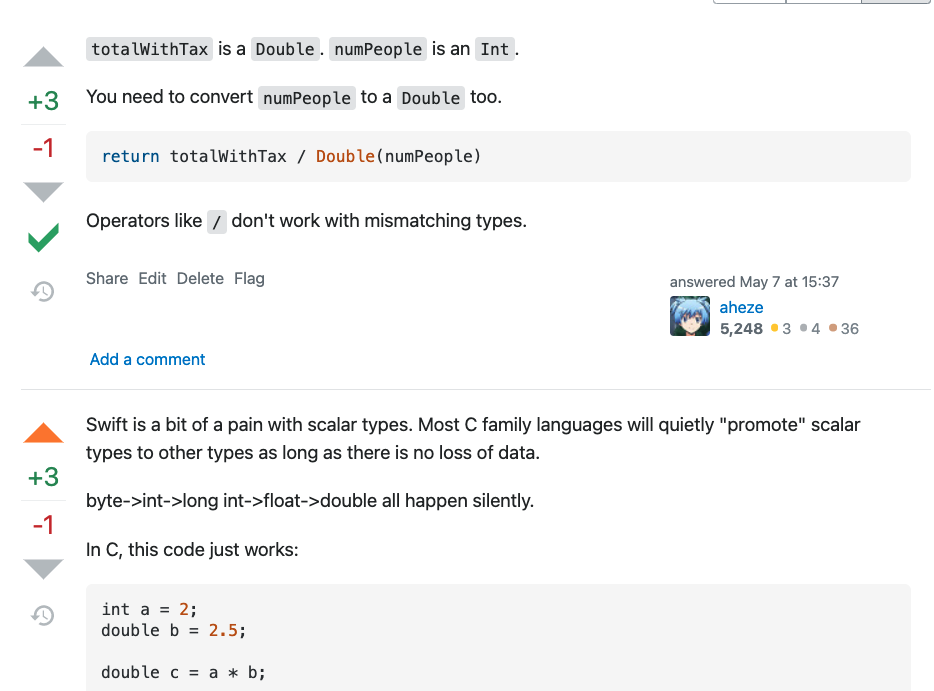 totalWithTax is a Double. numPeople is an Int.
+3
You need to convert numPeople to a Double too.
-1
return totalWithTax / Double(numPeople)
Operators like / don't work with mismatching types.
Share Edit Delete Flag
answered May 7 at 15:37
aheze
5,248 3 4 36
Add a comment
Swift is a bit of a pain with scalar types. Most C family languages will quietly "promote" scalar
types to other types as long as there is no loss of data.
+3
-1
byte->int->long int->float->double all happen silently.
In C, this code just works:
int a = 2;
double b = 2.5;
double c = a * b;